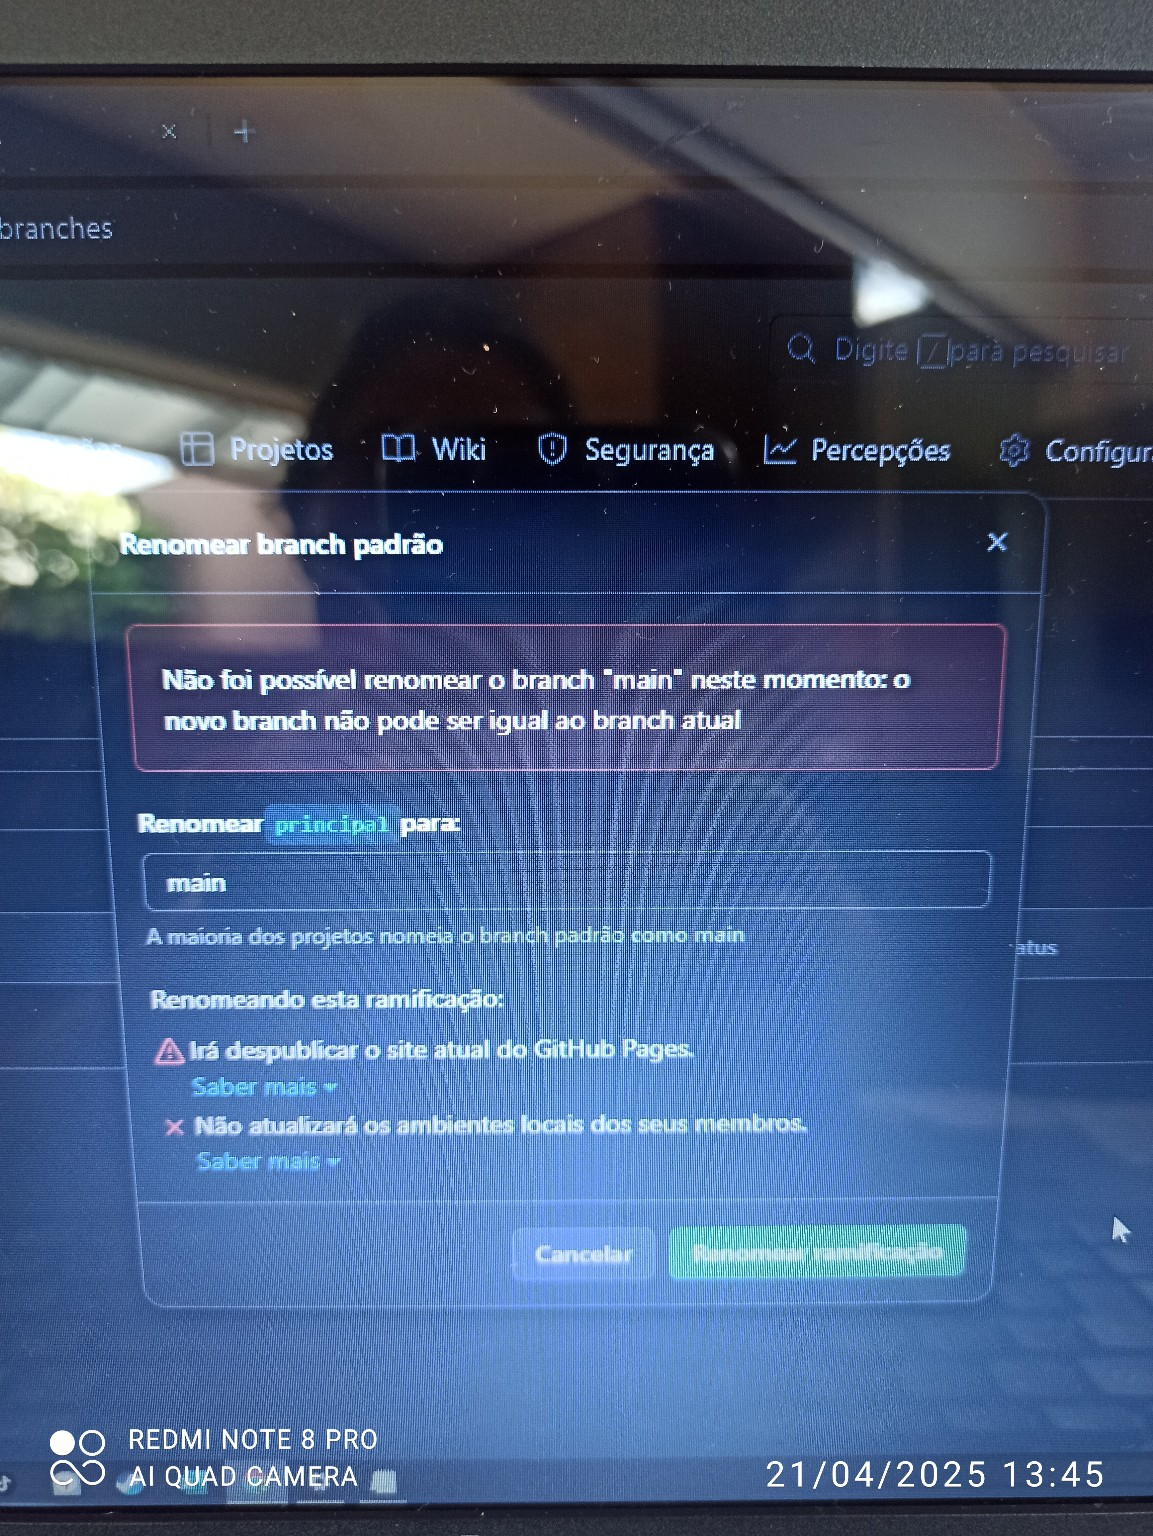 branches
Digite / para pesquisar
Projetos Wiki Segurança Percepções Configur
Renomear branch padrão
Não foi possível renomear o branch "main" neste momento: o
novo branch não pode ser igual ao branch atual
Renomear principal para:
main
A maioria dos projetos nomeia o branch padrão como main
atus
Renomeando esta ramificação:
Irá despublicar o site atual do GitHub Pages.
Saber mais
Não atualizará os ambientes locais dos seus membros.
Saber mais
Cancelar Renomear ramificação
REDMI NOTE 8 PRO
AI QUAD CAMERA
21/04/2025 13:45